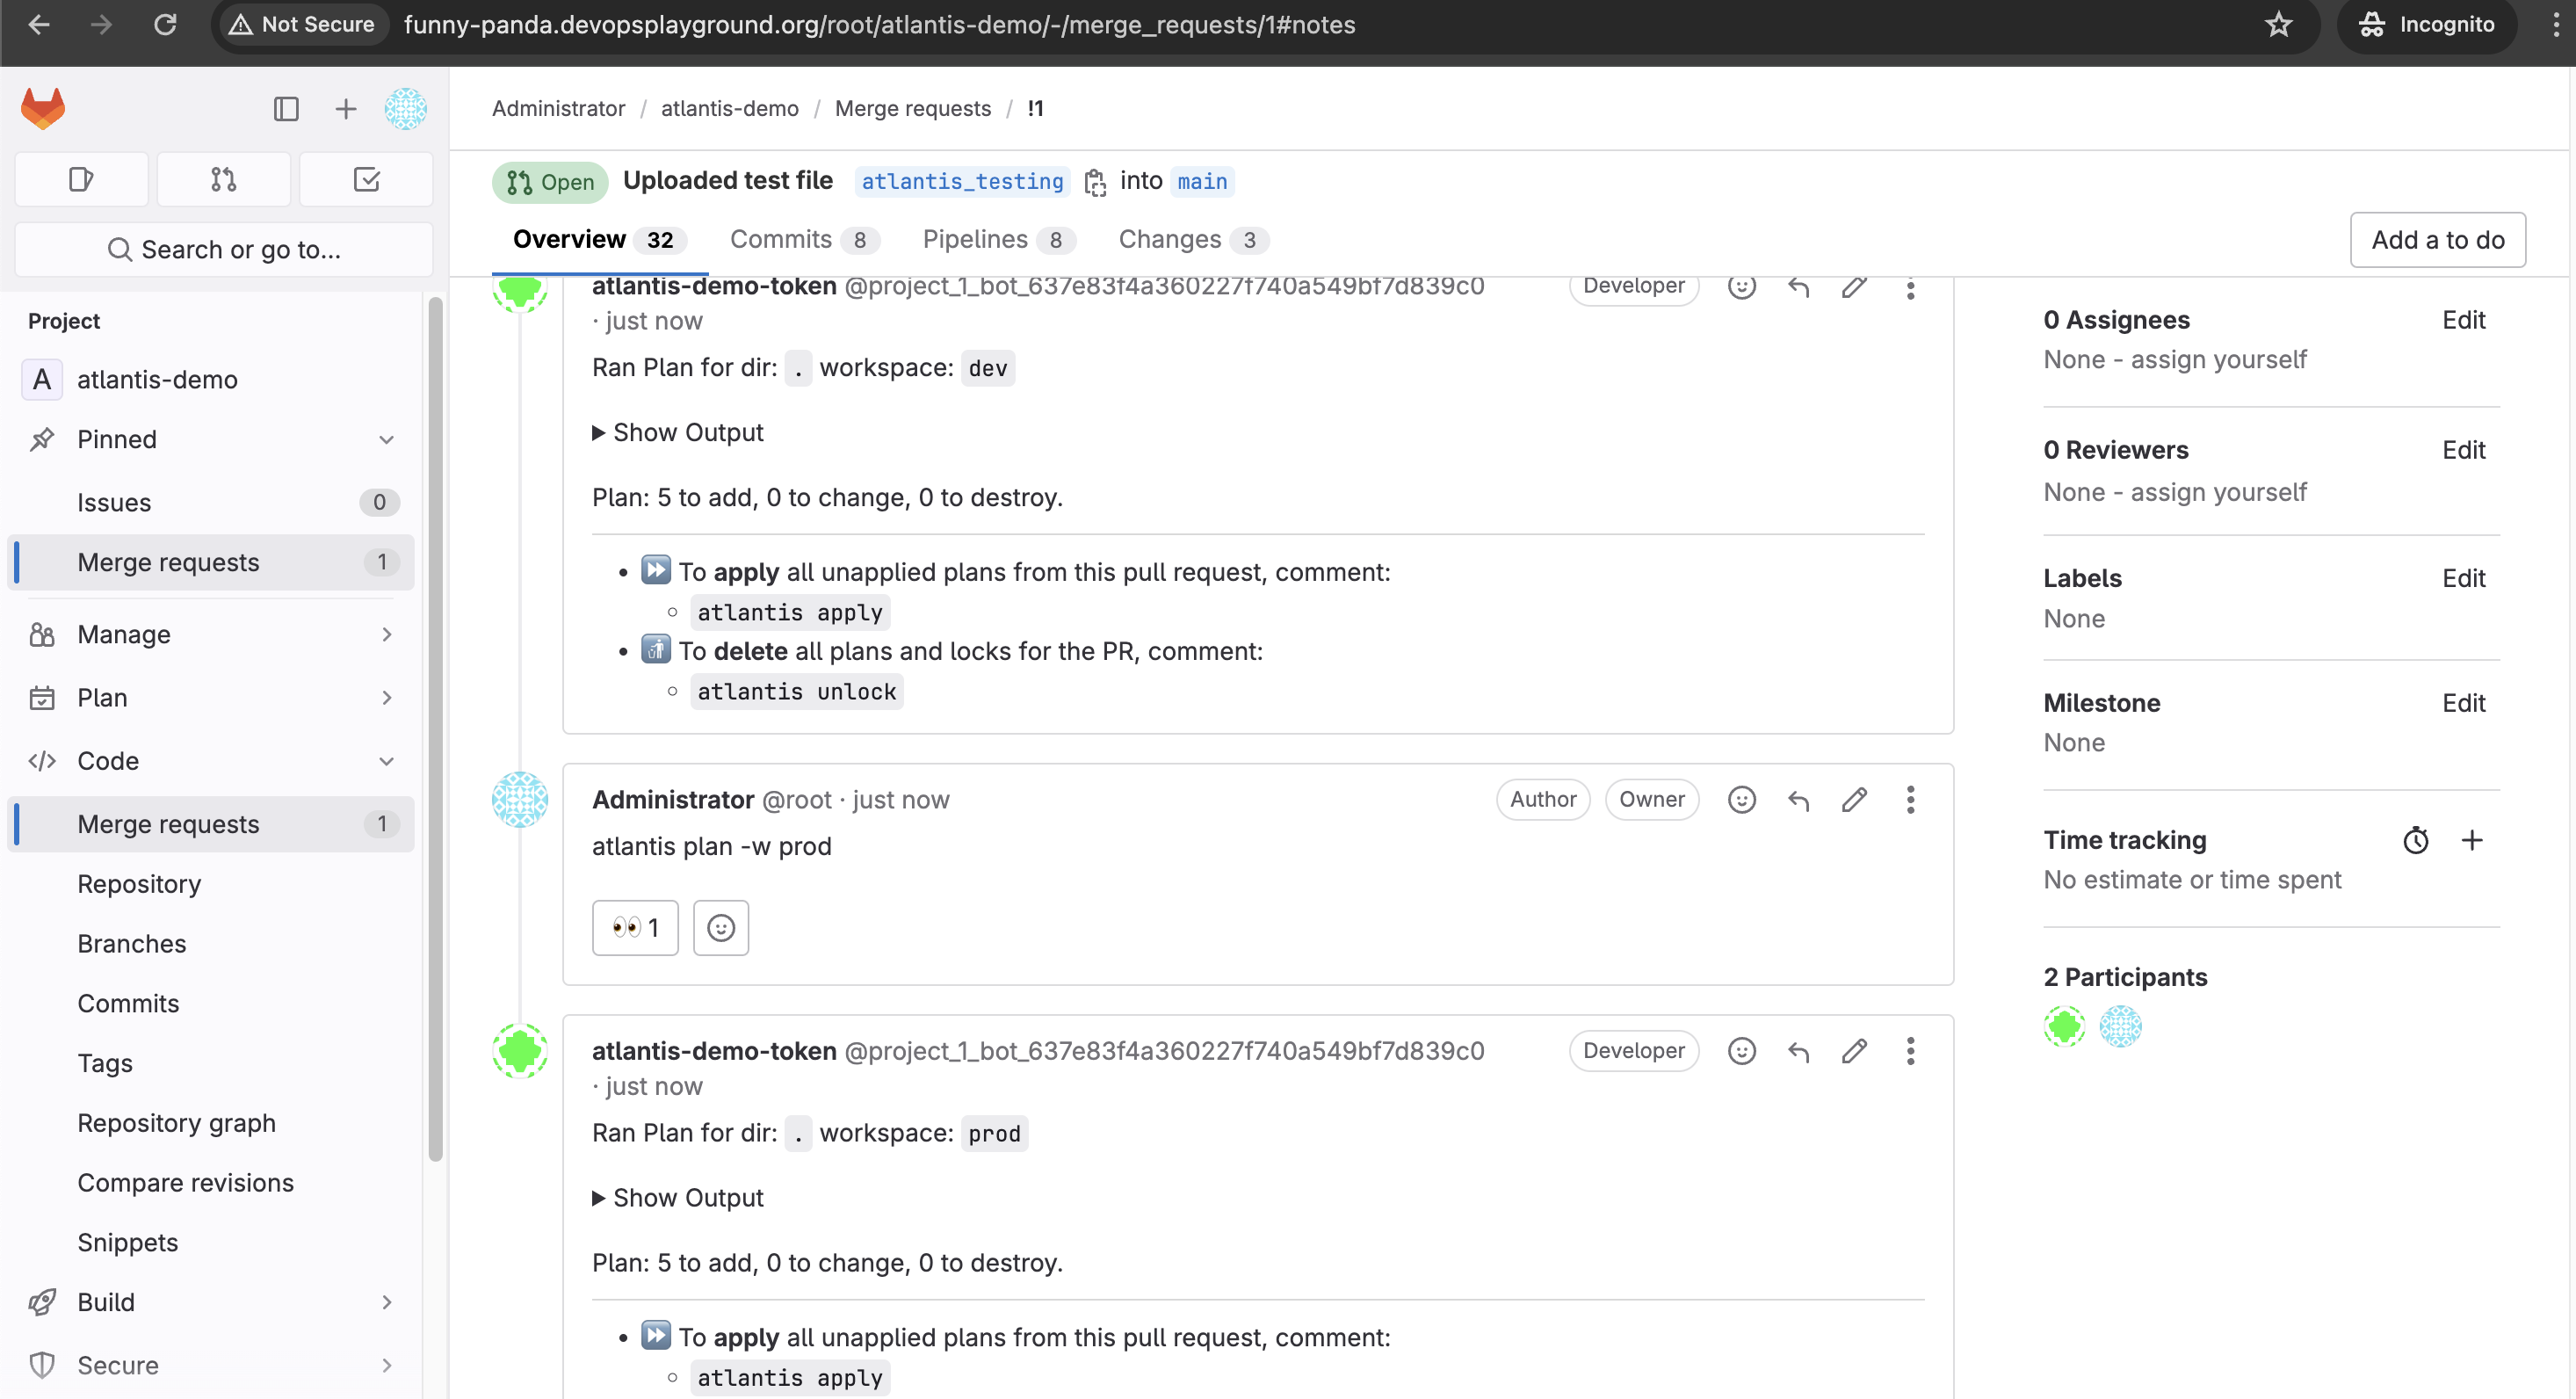 Not Secure funny-panda.devopsplayground.org/root/atlantis-demo/-/merge_requests/1#notes Incognito
Search or go to...
Project
A atlantis-demo
Pinned
Issues 0
Merge requests 1
Manage
Plan
Code
Merge requests 1
Repository
Branches
Commits
Tags
Repository graph
Compare revisions
Snippets
Build
Secure
Administrator / atlantis-demo / Merge requests / !1
Open Uploaded test file atlantis_testing into main
Overview 32 Commits 8 Pipelines 8 Changes 3
Add a to do
atlantis-demo-token @project_1_bot_637e83f4a360227f740a549bf7d839c0 Developer
· just now
Ran Plan for dir: . workspace: dev
Show Output
Plan: 5 to add, 0 to change, 0 to destroy.
To apply all unapplied plans from this pull request, comment:
atlantis apply
To delete all plans and locks for the PR, comment:
atlantis unlock
Administrator @root · just now Author Owner
atlantis plan -w prod
1
atlantis-demo-token @project_1_bot_637e83f4a360227f740a549bf7d839c0 Developer
· just now
Ran Plan for dir: . workspace: prod
Show Output
Plan: 5 to add, 0 to change, 0 to destroy.
To apply all unapplied plans from this pull request, comment:
atlantis apply
0 Assignees Edit
None - assign yourself
0 Reviewers Edit
None - assign yourself
Labels Edit
None
Milestone Edit
None
Time tracking
No estimate or time spent
2 Participants